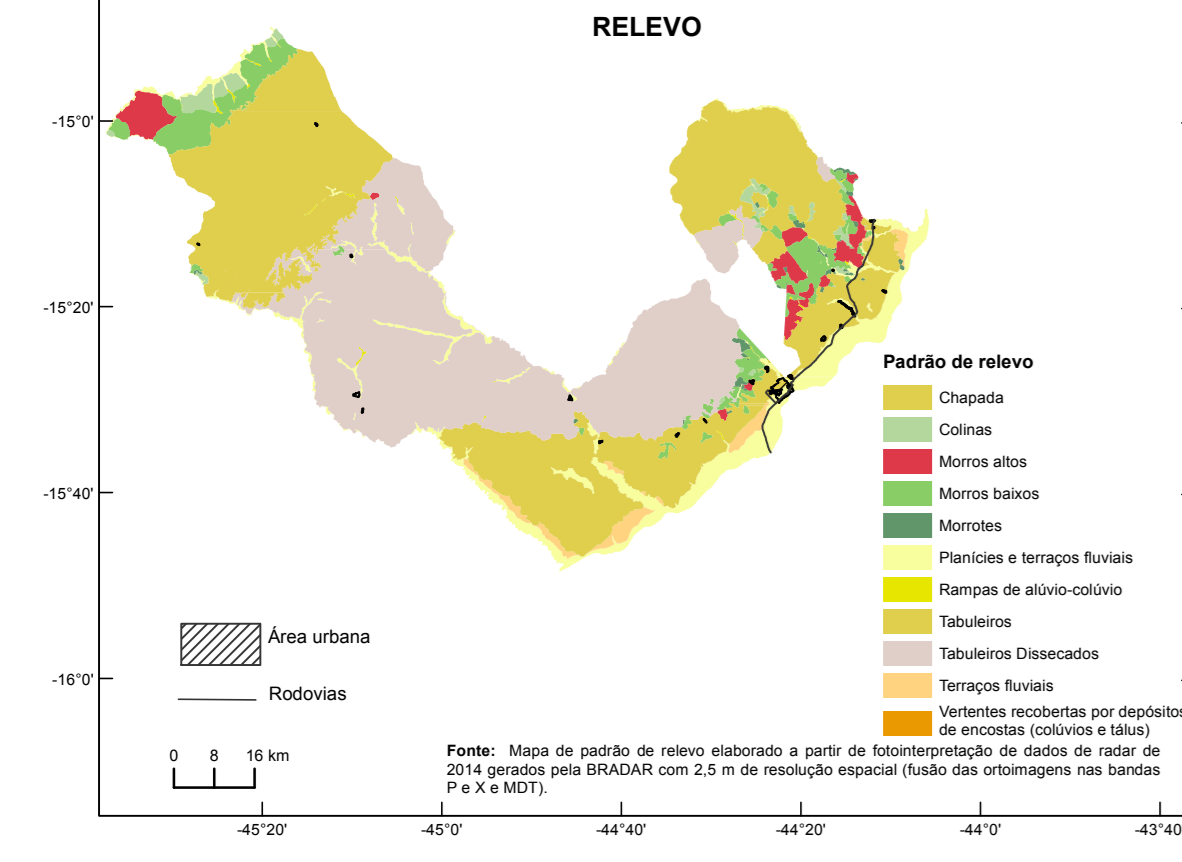 RELEVO
-15°0'
-15°20'
-15°40'
-16°0'
Padrão de relevo
Chapada
Colinas
Morros altos
Morros baixos
Morrotes
Planícies e terraços fluviais
Rampas de alúvio-colúvio
Tabuleiros
Tabuleiros Dissecados
Terraços fluviais
Vertentes recobertas por depósitos
de encostas (colúvios e tálus)
Área urbana
Rodovias
0 8 16 km
Fonte: Mapa de padrão de relevo elaborado a partir de fotointerpretação de dados de radar de
2014 gerados pela BRADAR com 2,5 m de resolução espacial (fusão das ortoimagens nas bandas
P e X e MDT).
-45°20' -45°0' -44°40' -44°20' -44°0' -43°40'